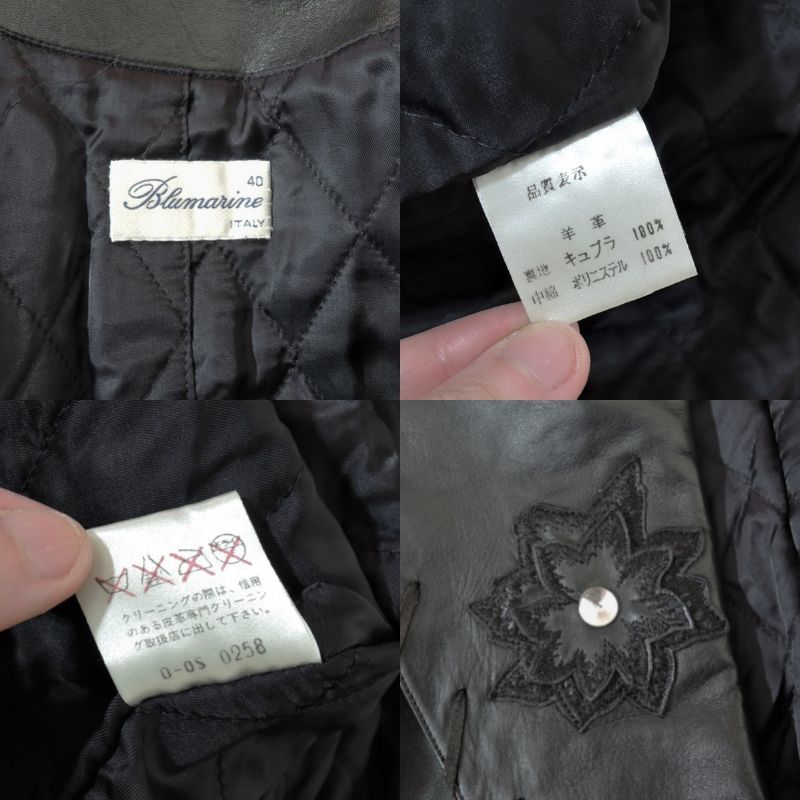 40
Blumarine
ITALY
品質表示
羊革
裏地 キュプラ 100%
中綿 ポリエステル 100%
クリーニングの際は、信用
のある皮革専門クリーニン
グ取扱店に出して下さい。
0-0S 0258